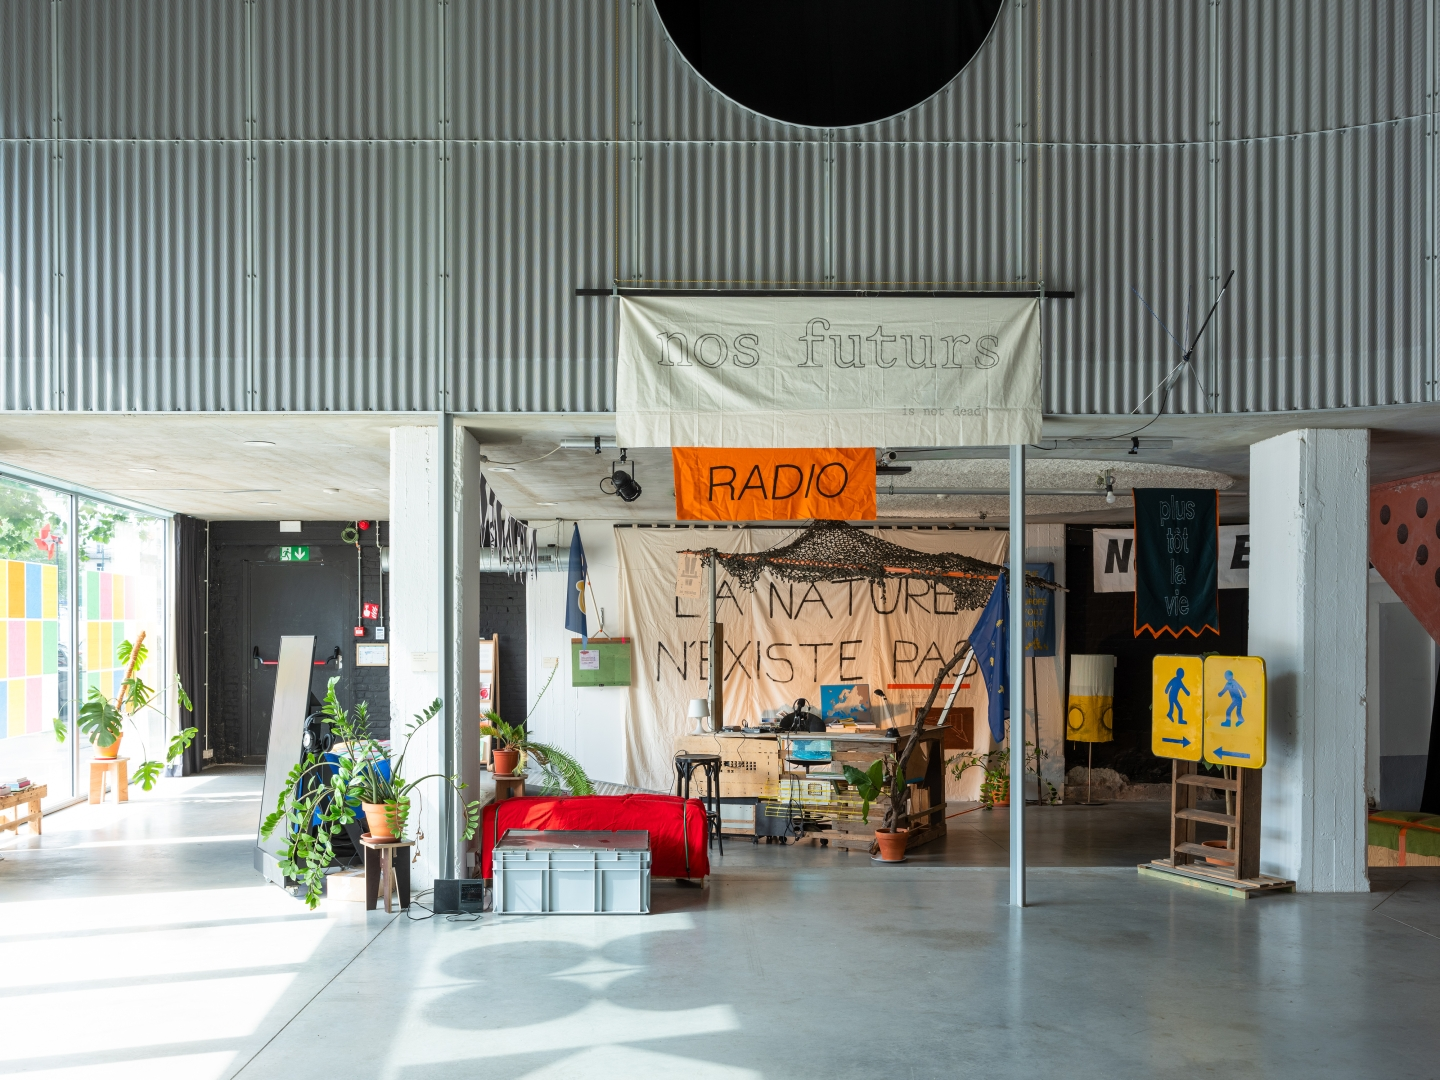 nos futurs
is not dead
RADIO
LA NATURE
N'EXISTE PAS
plus
tôt
la
vie